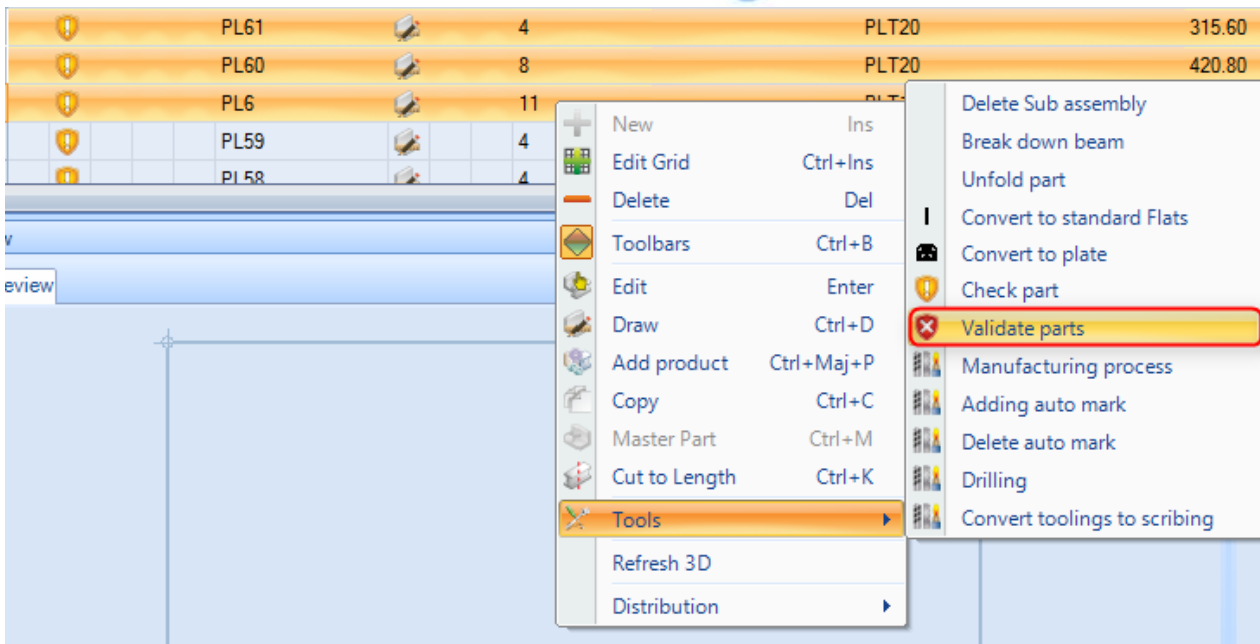 PL61 4 PLT20 315.60
PL60 8 PLT20 420.80
PL6 11
PL59 4
PL58 4
eview
New Ins
Edit Grid Ctrl+Ins
Delete Del
Toolbars Ctrl+B
Edit Enter
Draw Ctrl+D
Add product Ctrl+Maj+P
Copy Ctrl+C
Master Part Ctrl+M
Cut to Length Ctrl+K
Tools
Refresh 3D
Distribution
Delete Sub assembly
Break down beam
Unfold part
Convert to standard Flats
Convert to plate
Check part
Validate parts
Manufacturing process
Adding auto mark
Delete auto mark
Drilling
Convert toolings to scribing